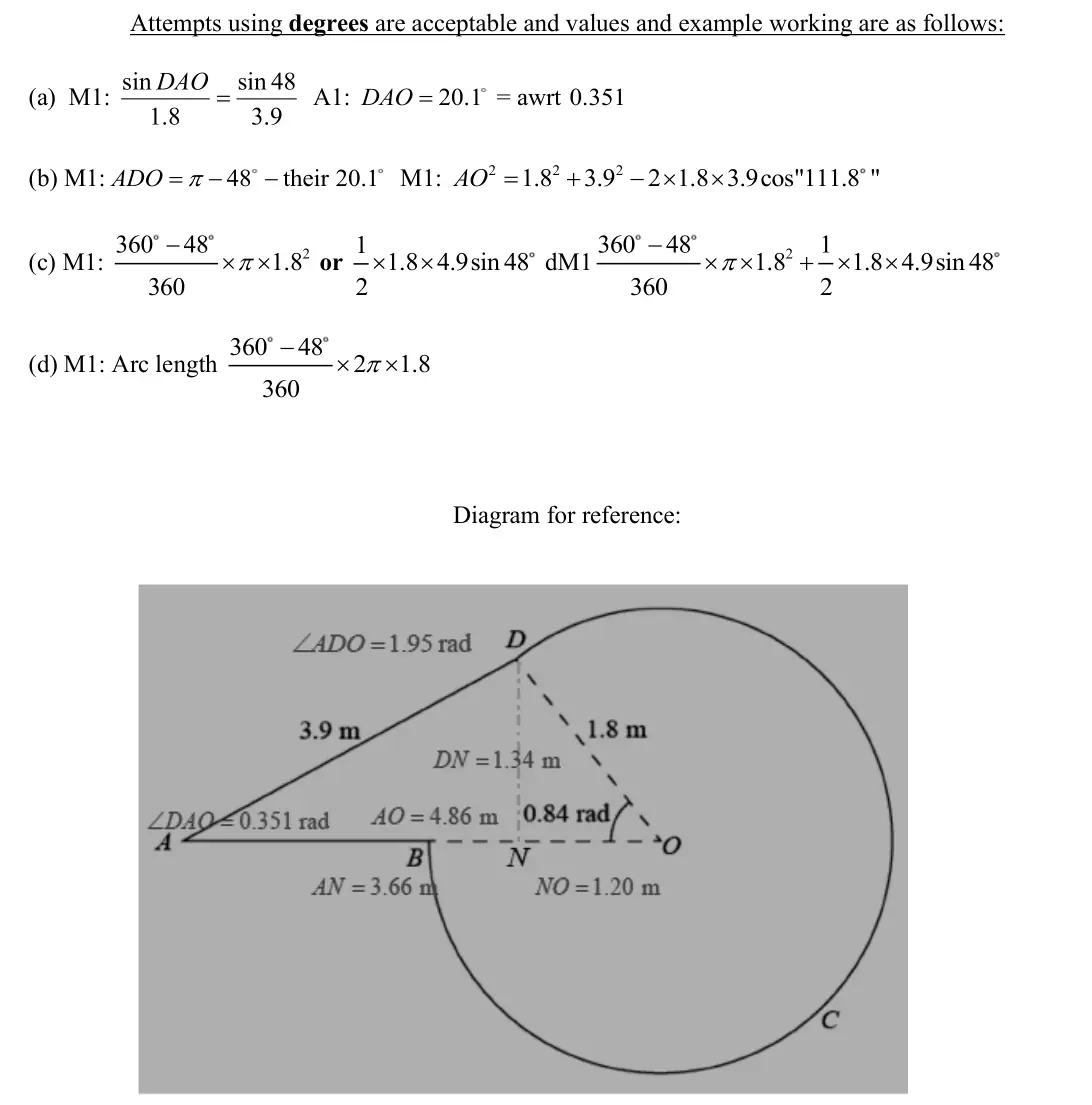 Attempts using degrees are acceptable and values and example working are as follows:
(a) M1: sin DAO / 1.8 = sin 48 / 3.9 A1: DAO = 20.1° = awrt 0.351
(b) M1: ADO = π − 48° − their 20.1° M1: AO² = 1.8² + 3.9² − 2×1.8×3.9cos"111.8°"
(c) M1: 360° − 48° / 360 × π × 1.8² or 1/2 × 1.8 × 4.9 sin 48° dM1 360° − 48° / 360 × π × 1.8² + 1/2 × 1.8 × 4.9 sin 48°
(d) M1: Arc length 360° − 48° / 360 × 2π × 1.8
Diagram for reference:
∠ADO = 1.95 rad D
3.9 m 1.8 m
DN = 1.34 m
∠DAO = 0.351 rad AO = 4.86 m 0.84 rad
A B N O
AN = 3.66 m NO = 1.20 m
C